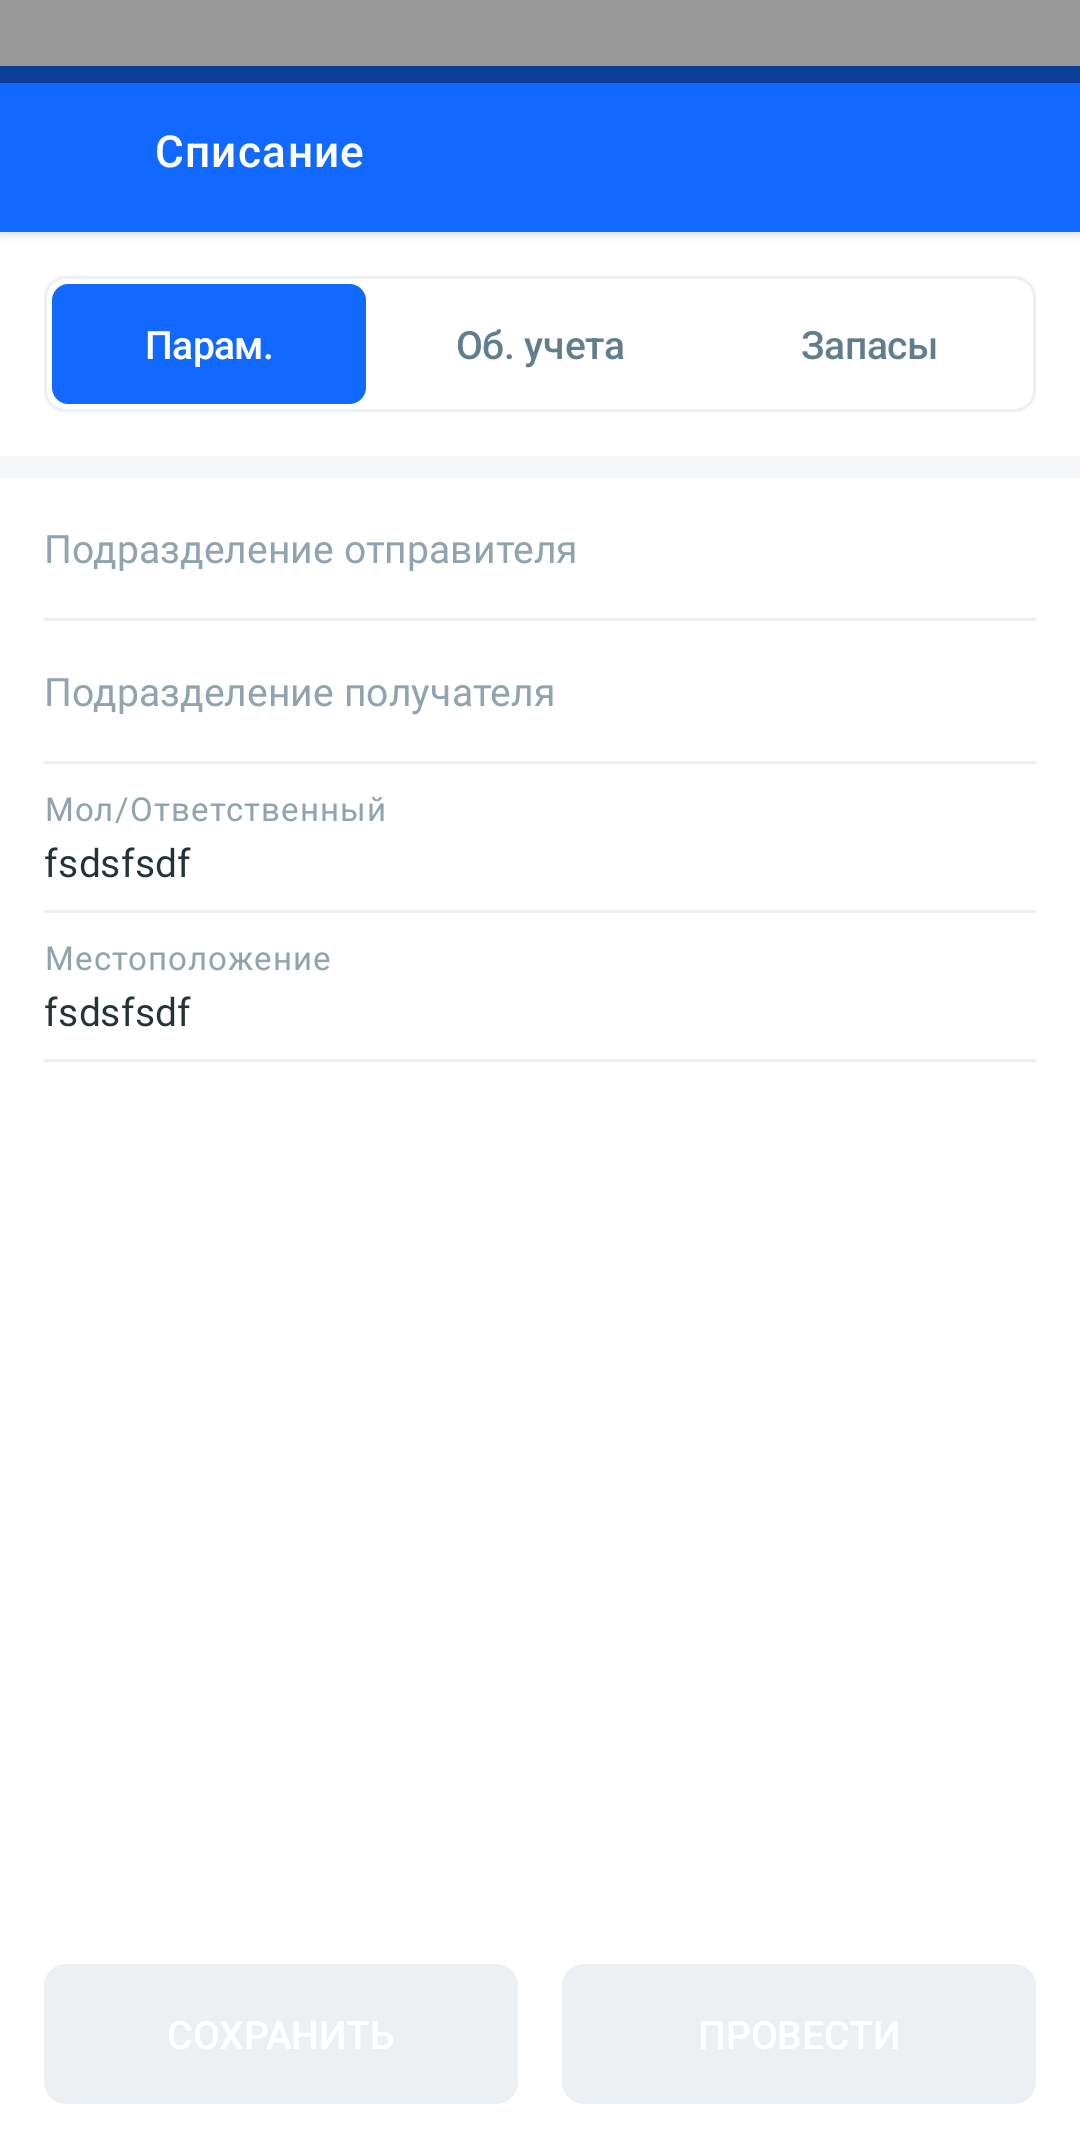 Списание
Парам.
Об. учета
Запасы
Подразделение отправителя
Подразделение получателя
Мол/Ответственный
fsdsfsdf
Местоположение
fsdsfsdf
СОХРАНИТЬ
ПРОВЕСТИ